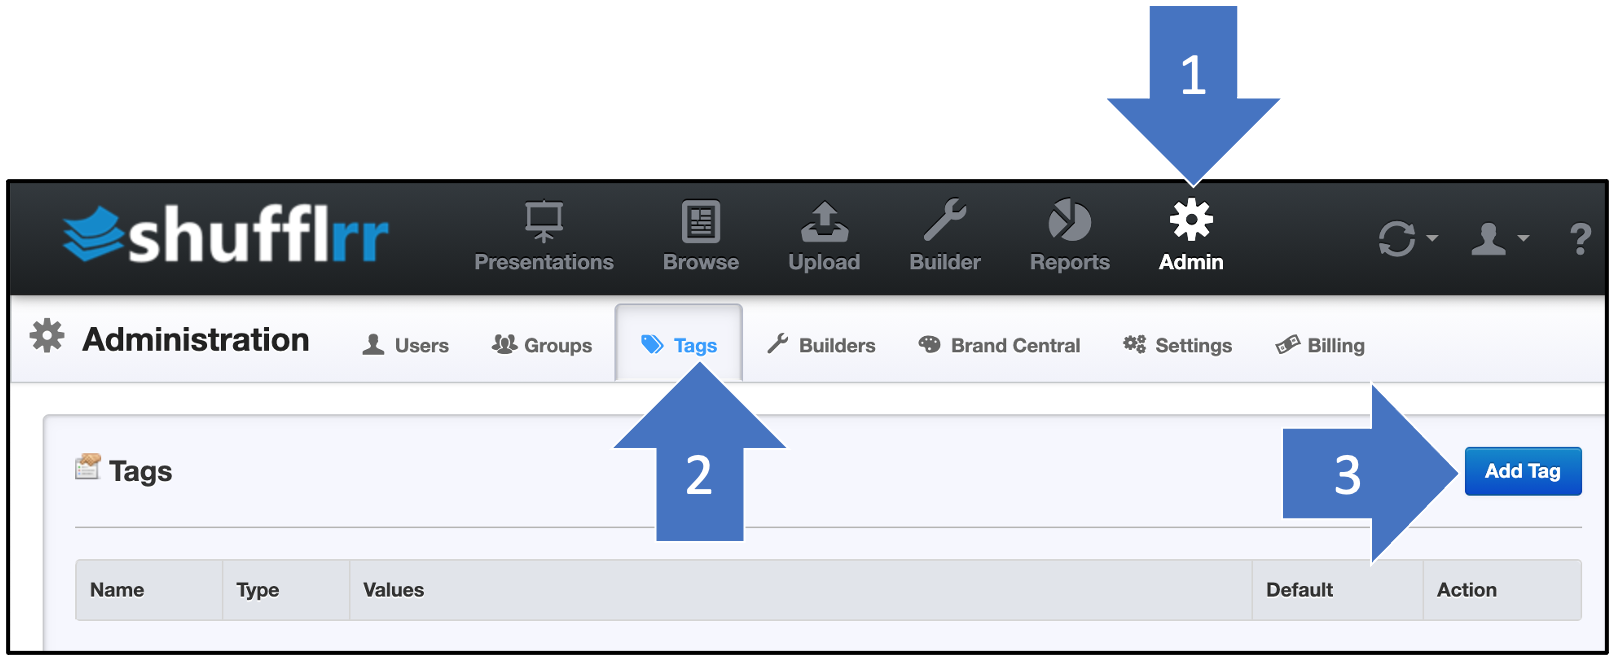 1
shufflrr
Presentations Browse Upload Builder Reports Admin ?
Administration Users Groups Tags Builders Brand Central Settings Billing
Tags 2 3 Add Tag
Name Type Values Default Action